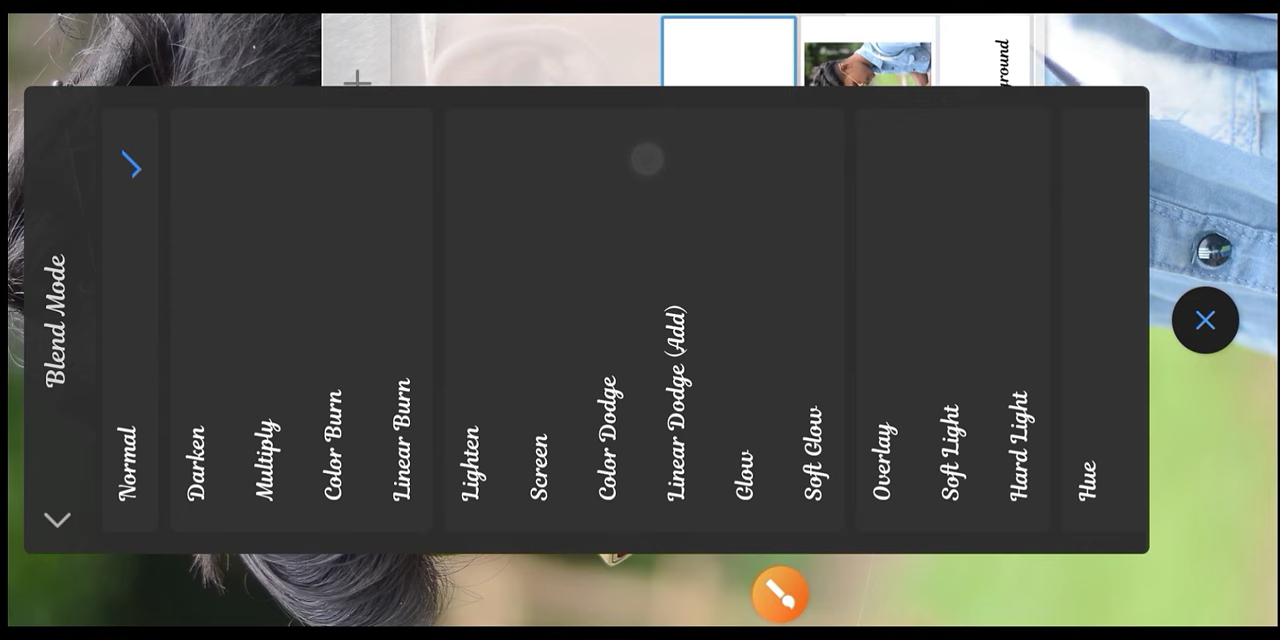 Blend Mode
Normal
Darken
Multiply
Color Burn
Linear Burn
Lighten
Screen
Color Dodge
Linear Dodge (Add)
Glow
Soft Glow
Overlay
Soft Light
Hard Light
Hue